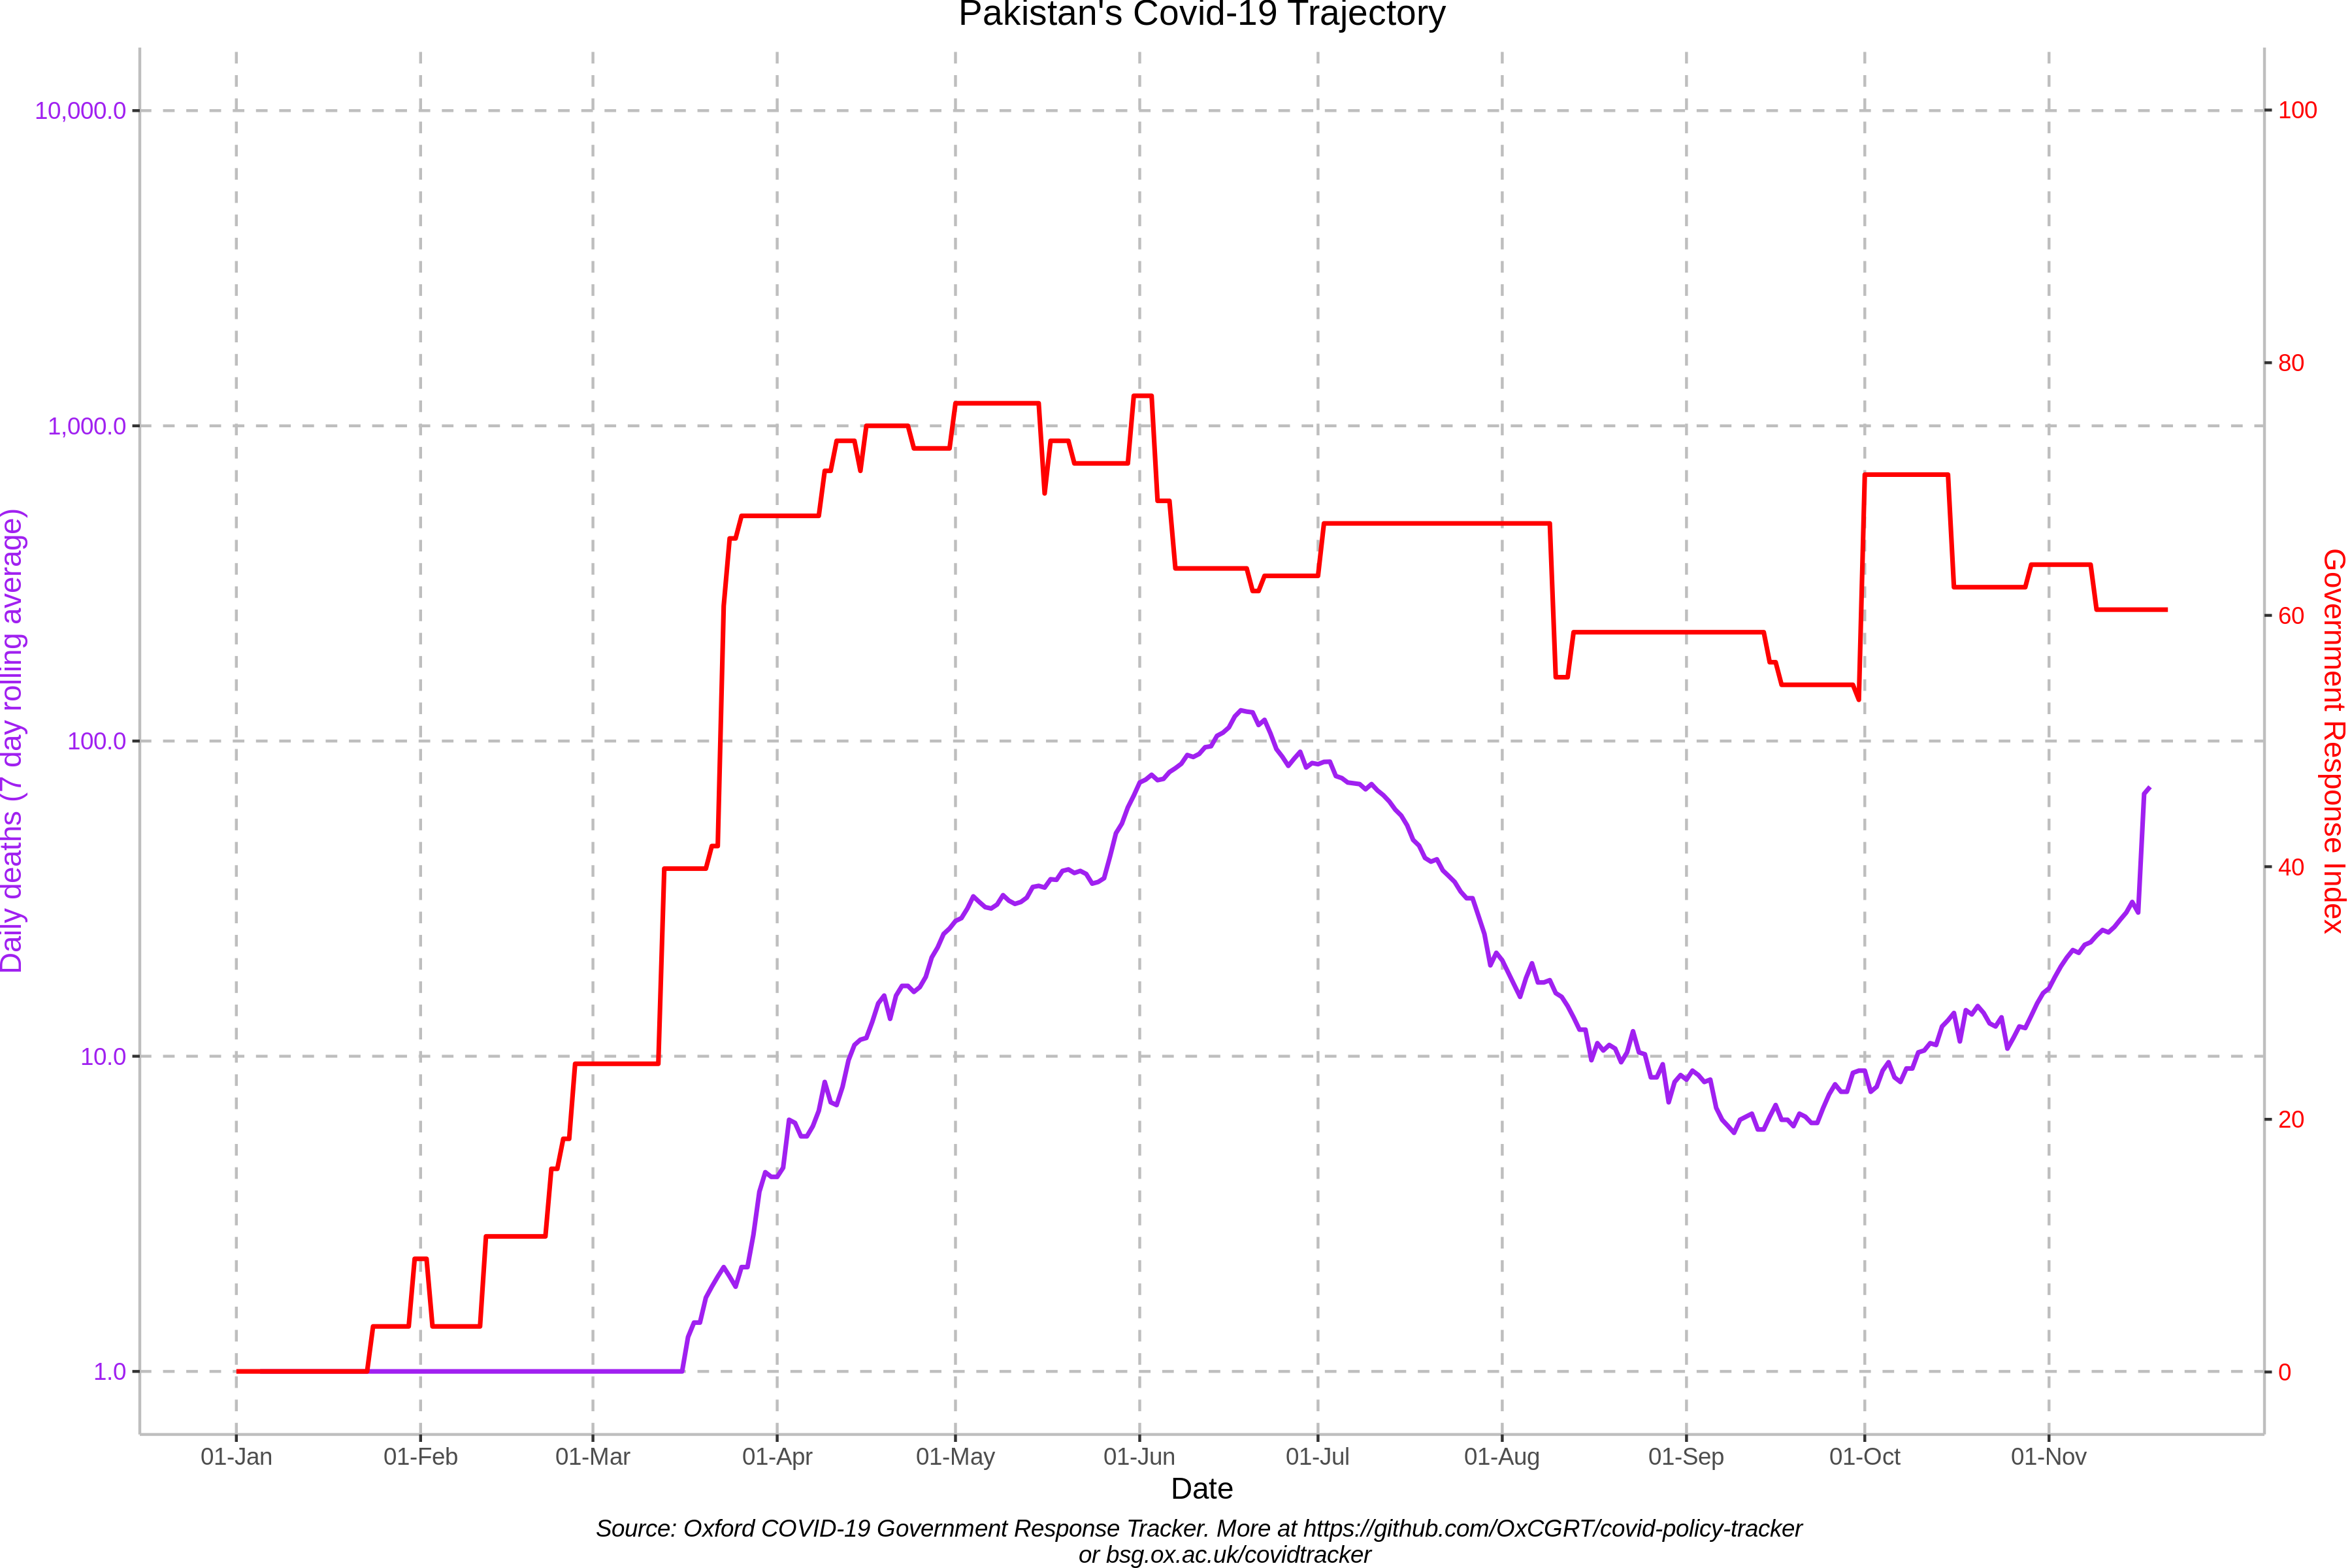 Pakistan's Covid-19 Trajectory
10,000.0
1,000.0
100.0
10.0
1.0
Daily deaths (7 day rolling average)
100
80
60
40
20
0
Government Response Index
01-Jan 01-Feb 01-Mar 01-Apr 01-May 01-Jun 01-Jul 01-Aug 01-Sep 01-Oct 01-Nov
Date
Source: Oxford COVID-19 Government Response Tracker. More at https://github.com/OxCGRT/covid-policy-tracker
or bsg.ox.ac.uk/covidtracker